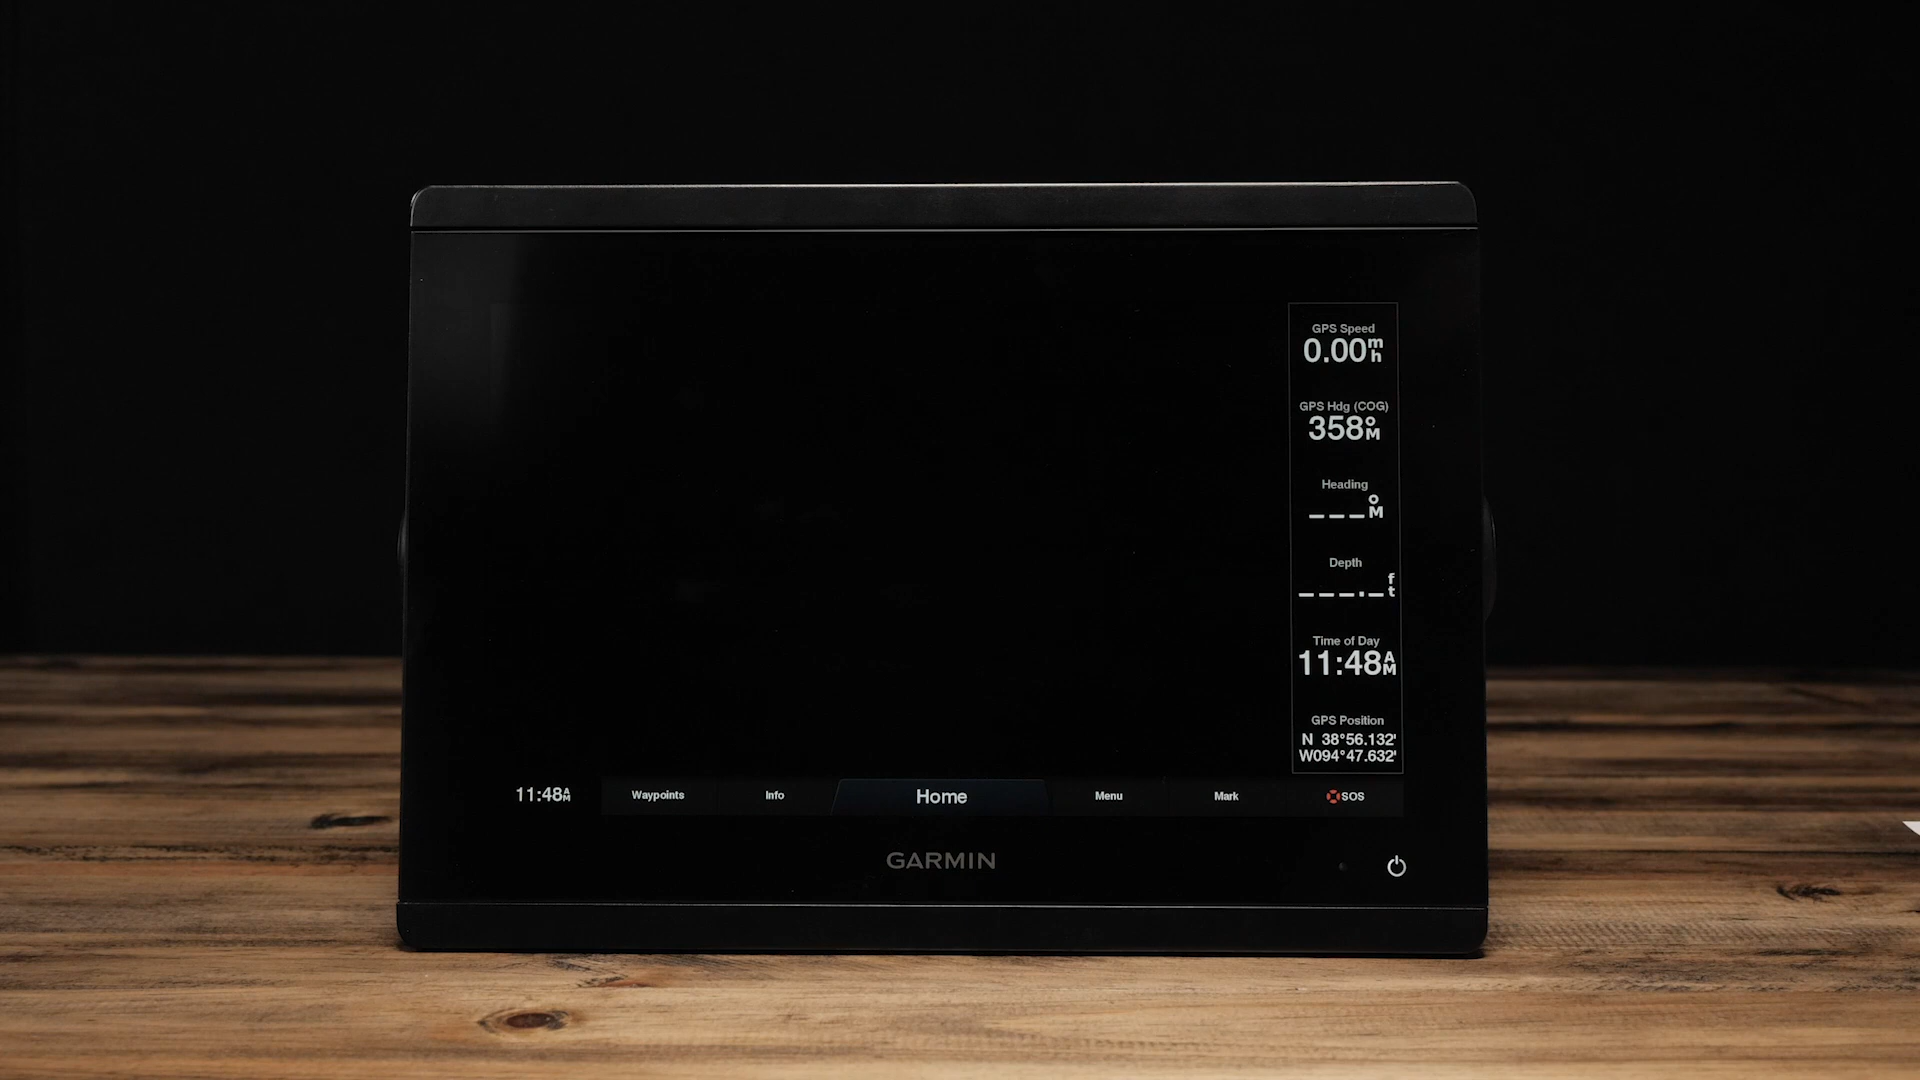 GPS Speed
0.00mh
GPS Hdg (COG)
358°M
Heading
___°M
Depth
___._ft
Time of Day
11:48AM
GPS Position
N 38°56.132'
W094°47.632'
11:48AM Waypoints Info Home Menu Mark SOS
GARMIN